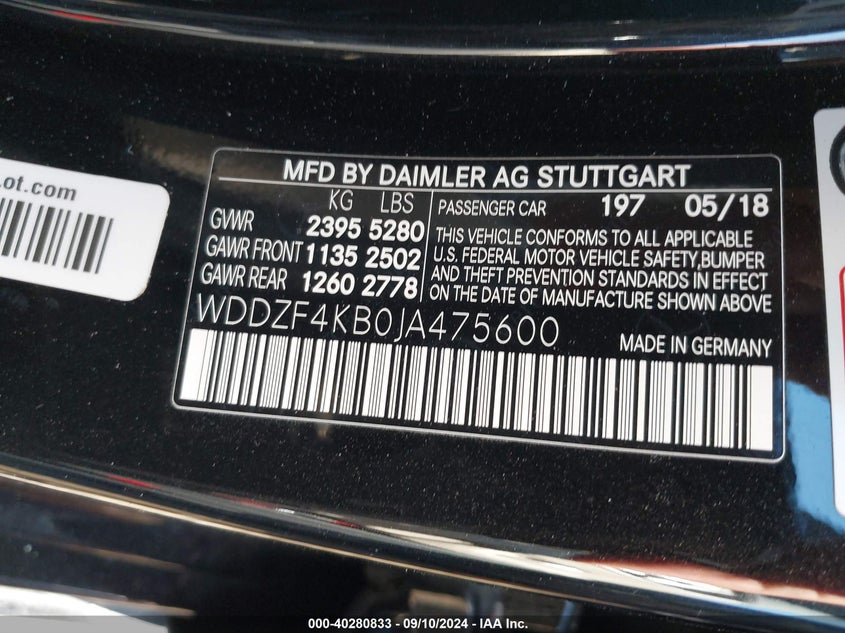 ot.com
MFD BY DAIMLER AG STUTTGART
KG LBS
GVWR 2395 5280
GAWR FRONT 1135 2502
GAWR REAR 1260 2778
PASSENGER CAR 197 05/18
THIS VEHICLE CONFORMS TO ALL APPLICABLE
U.S. FEDERAL MOTOR VEHICLE SAFETY,BUMPER
AND THEFT PREVENTION STANDARDS IN EFFECT
ON THE DATE OF MANUFACTURE SHOWN ABOVE
WDDZF4KB0JA475600
MADE IN GERMANY
000-40280833 - 09/10/2024 - IAA Inc.